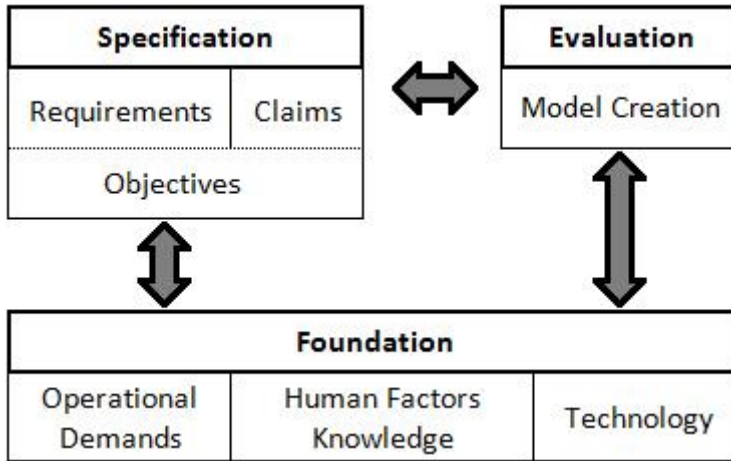 Specification
Evaluation
Requirements
Claims
Model Creation
Objectives
Foundation
Operational
Demands
Human Factors
Knowledge
Technology